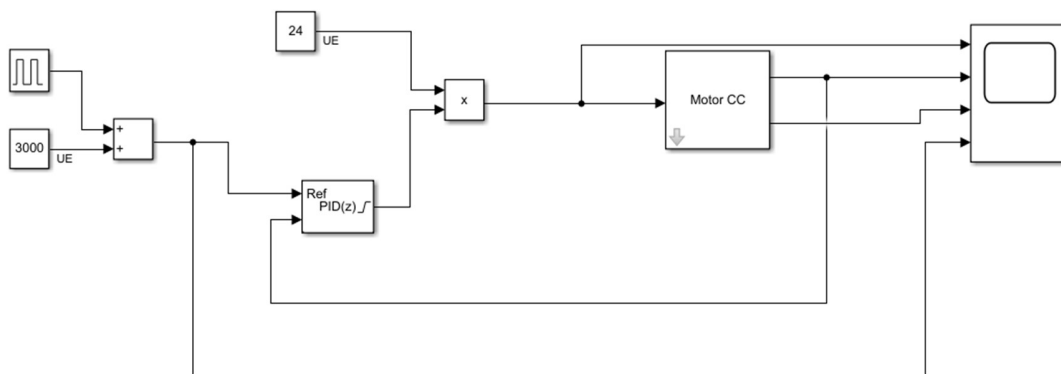 24
UE
+
+
3000
UE
x
Motor CC
Ref
PID(z)